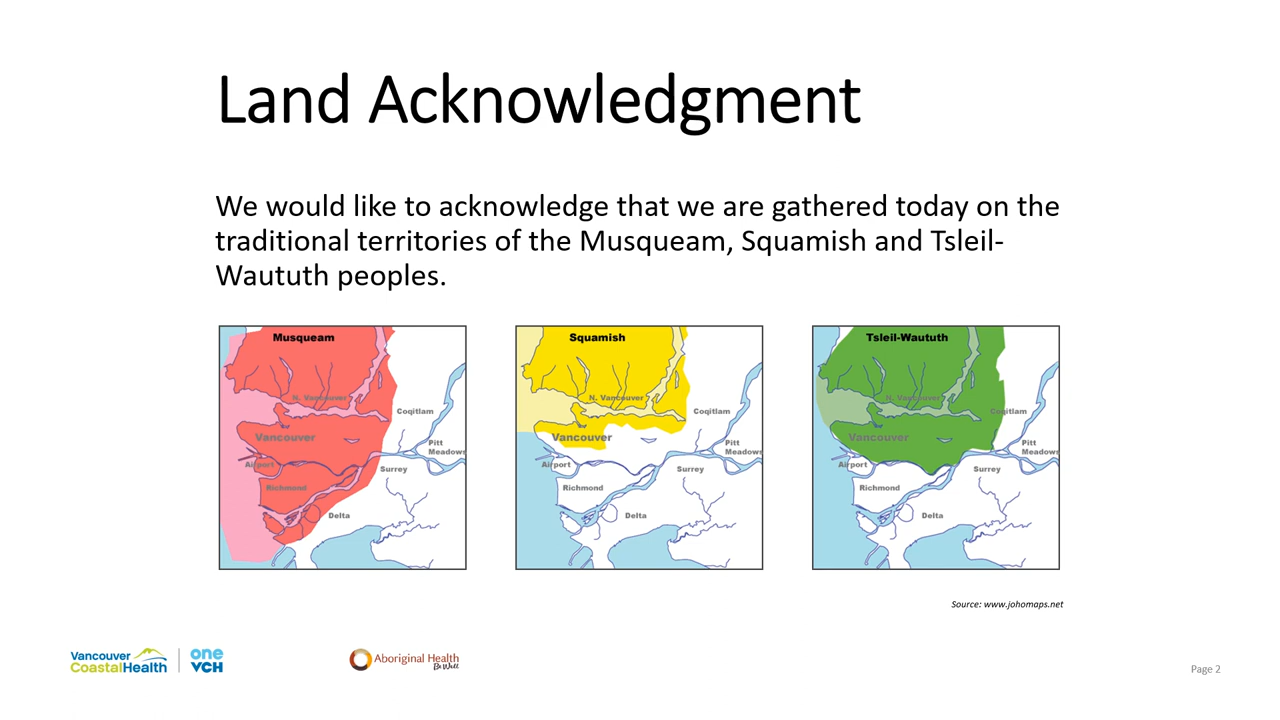 Land Acknowledgment
We would like to acknowledge that we are gathered today on the
traditional territories of the Musqueam, Squamish and Tsleil-
Waututh peoples.
Musqueam
N. Vancouver
Coqitlam
Vancouver
Pitt
Meadows
Airport
Surrey
Richmond
Delta
Squamish
N. Vancouver
Coqitlam
Vancouver
Pitt
Meadows
Airport
Surrey
Richmond
Delta
Tsleil-Waututh
N. Vancouver
Coqitlam
Vancouver
Pitt
Meadows
Airport
Surrey
Richmond
Delta
Source: www.johomaps.net
Vancouver
CoastalHealth
one
VCH
Aboriginal Health
Be Well
Page 2